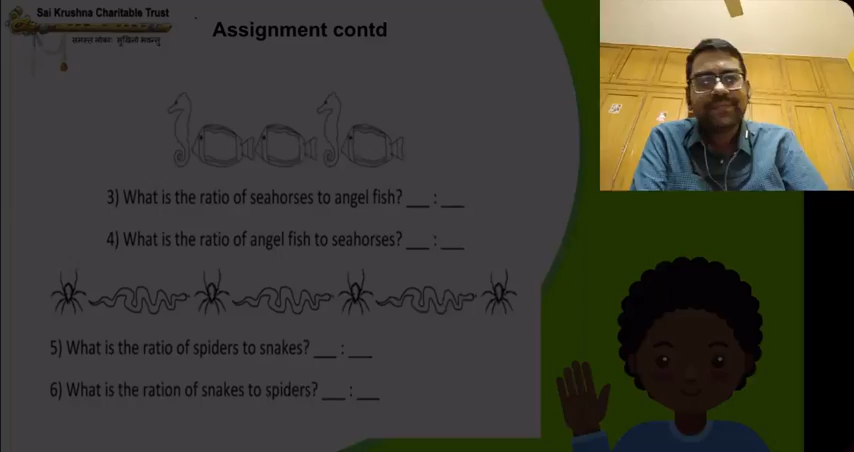 Sai Krushna Charitable Trust
Assignment contd
समस्त लोकाः सुखिनो भवन्तु
3) What is the ratio of seahorses to angel fish? ___ : ___
4) What is the ratio of angel fish to seahorses? ___ : ___
5) What is the ratio of spiders to snakes? ___ : ___
6) What is the ration of snakes to spiders? ___ : ___